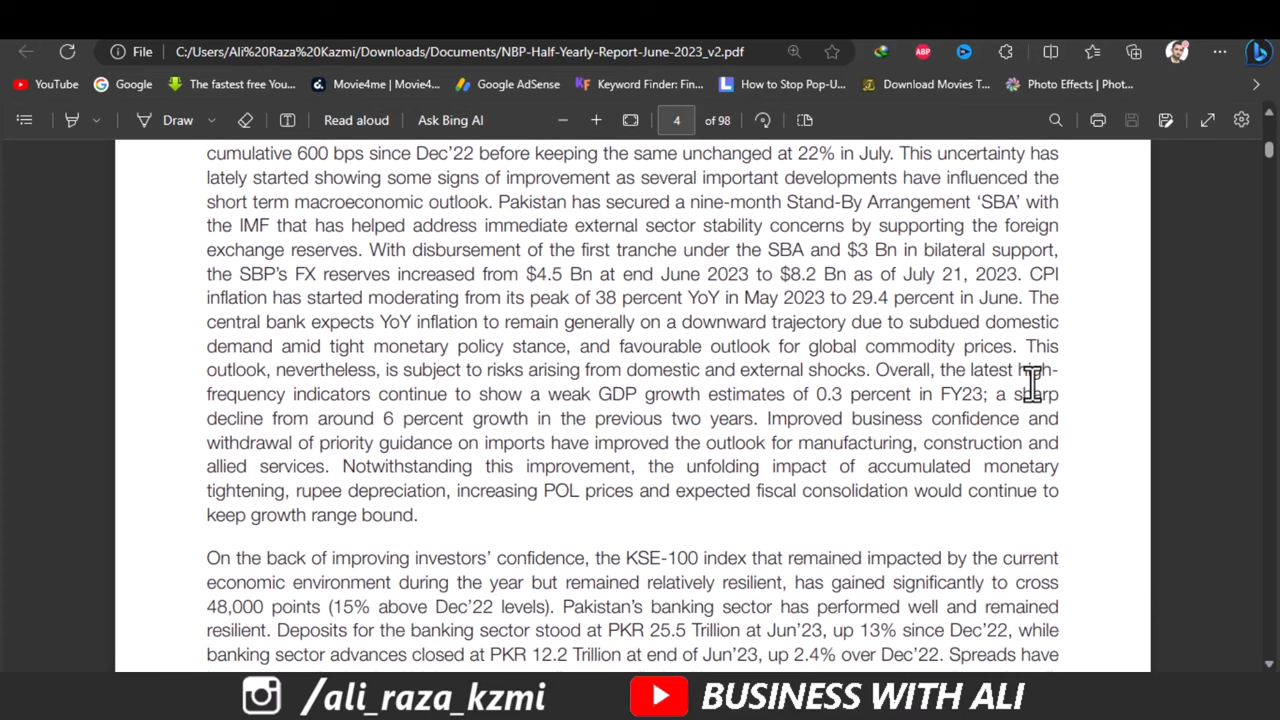 File C:/Users/Ali%20Raza%20Kazmi/Downloads/Documents/NBP-Half-Yearly-Report-June-2023_v2.pdf
YouTube Google The fastest free You... Movie4me | Movie4... Google AdSense Keyword Finder: Fin... How to Stop Pop-U... Download Movies T... Photo Effects | Phot...
Draw Read aloud Ask Bing AI 4 of 98
cumulative 600 bps since Dec’22 before keeping the same unchanged at 22% in July. This uncertainty has
lately started showing some signs of improvement as several important developments have influenced the
short term macroeconomic outlook. Pakistan has secured a nine-month Stand-By Arrangement ‘SBA’ with
the IMF that has helped address immediate external sector stability concerns by supporting the foreign
exchange reserves. With disbursement of the first tranche under the SBA and $3 Bn in bilateral support,
the SBP’s FX reserves increased from $4.5 Bn at end June 2023 to $8.2 Bn as of July 21, 2023. CPI
inflation has started moderating from its peak of 38 percent YoY in May 2023 to 29.4 percent in June. The
central bank expects YoY inflation to remain generally on a downward trajectory due to subdued domestic
demand amid tight monetary policy stance, and favourable outlook for global commodity prices. This
outlook, nevertheless, is subject to risks arising from domestic and external shocks. Overall, the latest high-
frequency indicators continue to show a weak GDP growth estimates of 0.3 percent in FY23; a sharp
decline from around 6 percent growth in the previous two years. Improved business confidence and
withdrawal of priority guidance on imports have improved the outlook for manufacturing, construction and
allied services. Notwithstanding this improvement, the unfolding impact of accumulated monetary
tightening, rupee depreciation, increasing POL prices and expected fiscal consolidation would continue to
keep growth range bound.
On the back of improving investors’ confidence, the KSE-100 index that remained impacted by the current
economic environment during the year but remained relatively resilient, has gained significantly to cross
48,000 points (15% above Dec’22 levels). Pakistan’s banking sector has performed well and remained
resilient. Deposits for the banking sector stood at PKR 25.5 Trillion at Jun’23, up 13% since Dec’22, while
banking sector advances closed at PKR 12.2 Trillion at end of Jun’23, up 2.4% over Dec’22. Spreads have
/ali_raza_kzmi BUSINESS WITH ALI